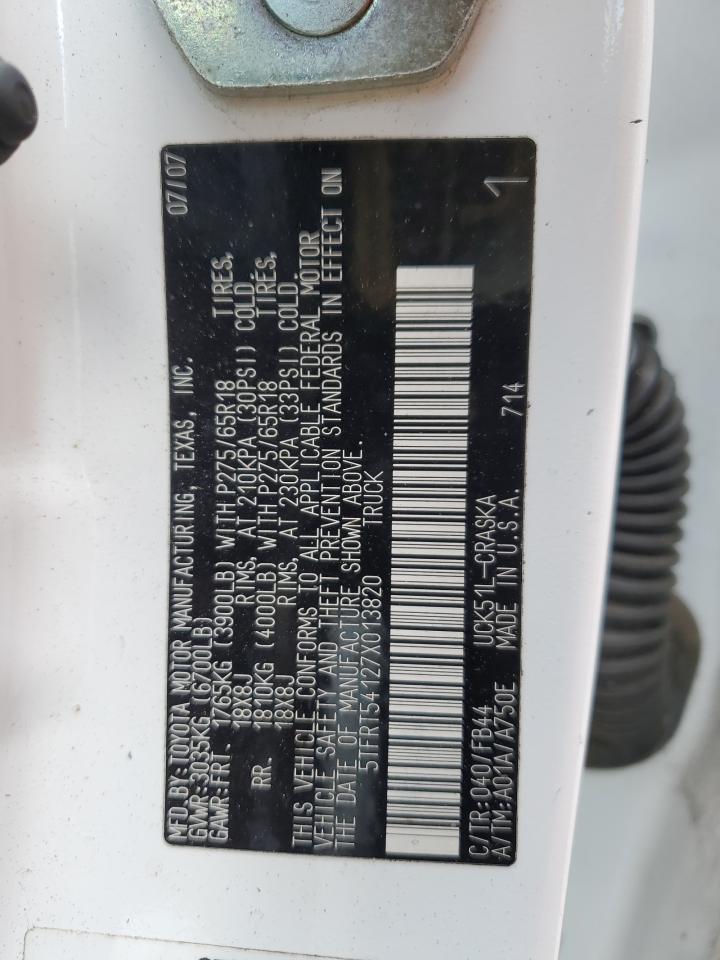 MFD.BY:TOYOTA MOTOR MANUFACTURING, TEXAS, INC. 07/07
GVWR:3035KG (6700LB)
GAWR:FRT. 1765KG (3900LB) WITH P275/65R18 TIRES,
18X8J RIMS, AT 210KPA (30PSI) COLD.
RR. 1810KG (4000LB) WITH P275/65R18 TIRES,
18X8J RIMS, AT 230KPA (33PSI) COLD.
THIS VEHICLE CONFORMS TO ALL APPLICABLE FEDERAL MOTOR
VEHICLE SAFETY AND THEFT PREVENTION STANDARDS IN EFFECT ON
THE DATE OF MANUFACTURE SHOWN ABOVE.
5TFRT54127X013820 TRUCK
C/TR:040/FB44 UCK51L-CRASKA 714
A/TM:A01A/A750E MADE IN U.S.A. 1